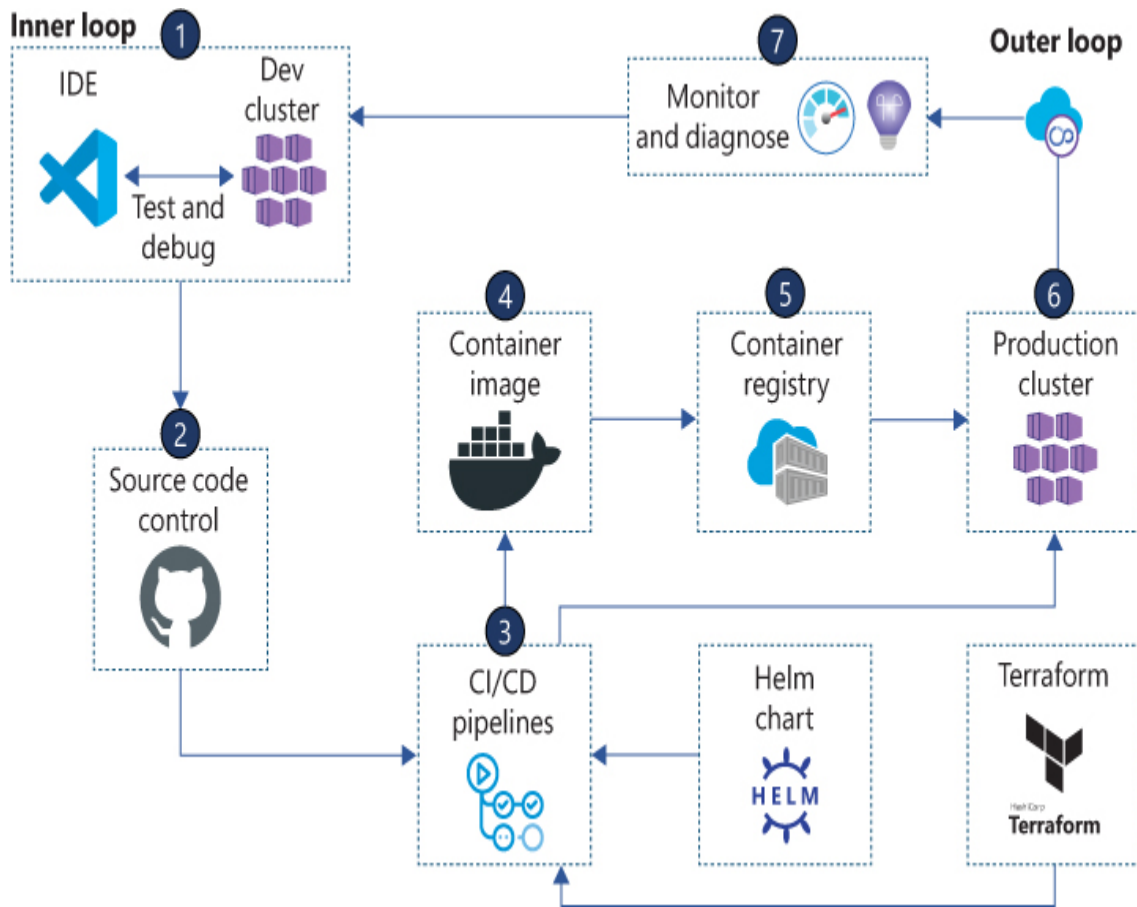 Inner loop
1
IDE
Dev
cluster
Test and
debug
7
Monitor
and diagnose
Outer loop
2
Source code
control
4
Container
image
5
Container
registry
6
Production
cluster
3
CI/CD
pipelines
Helm
chart
HELM
Terraform
HashiCorp
Terraform